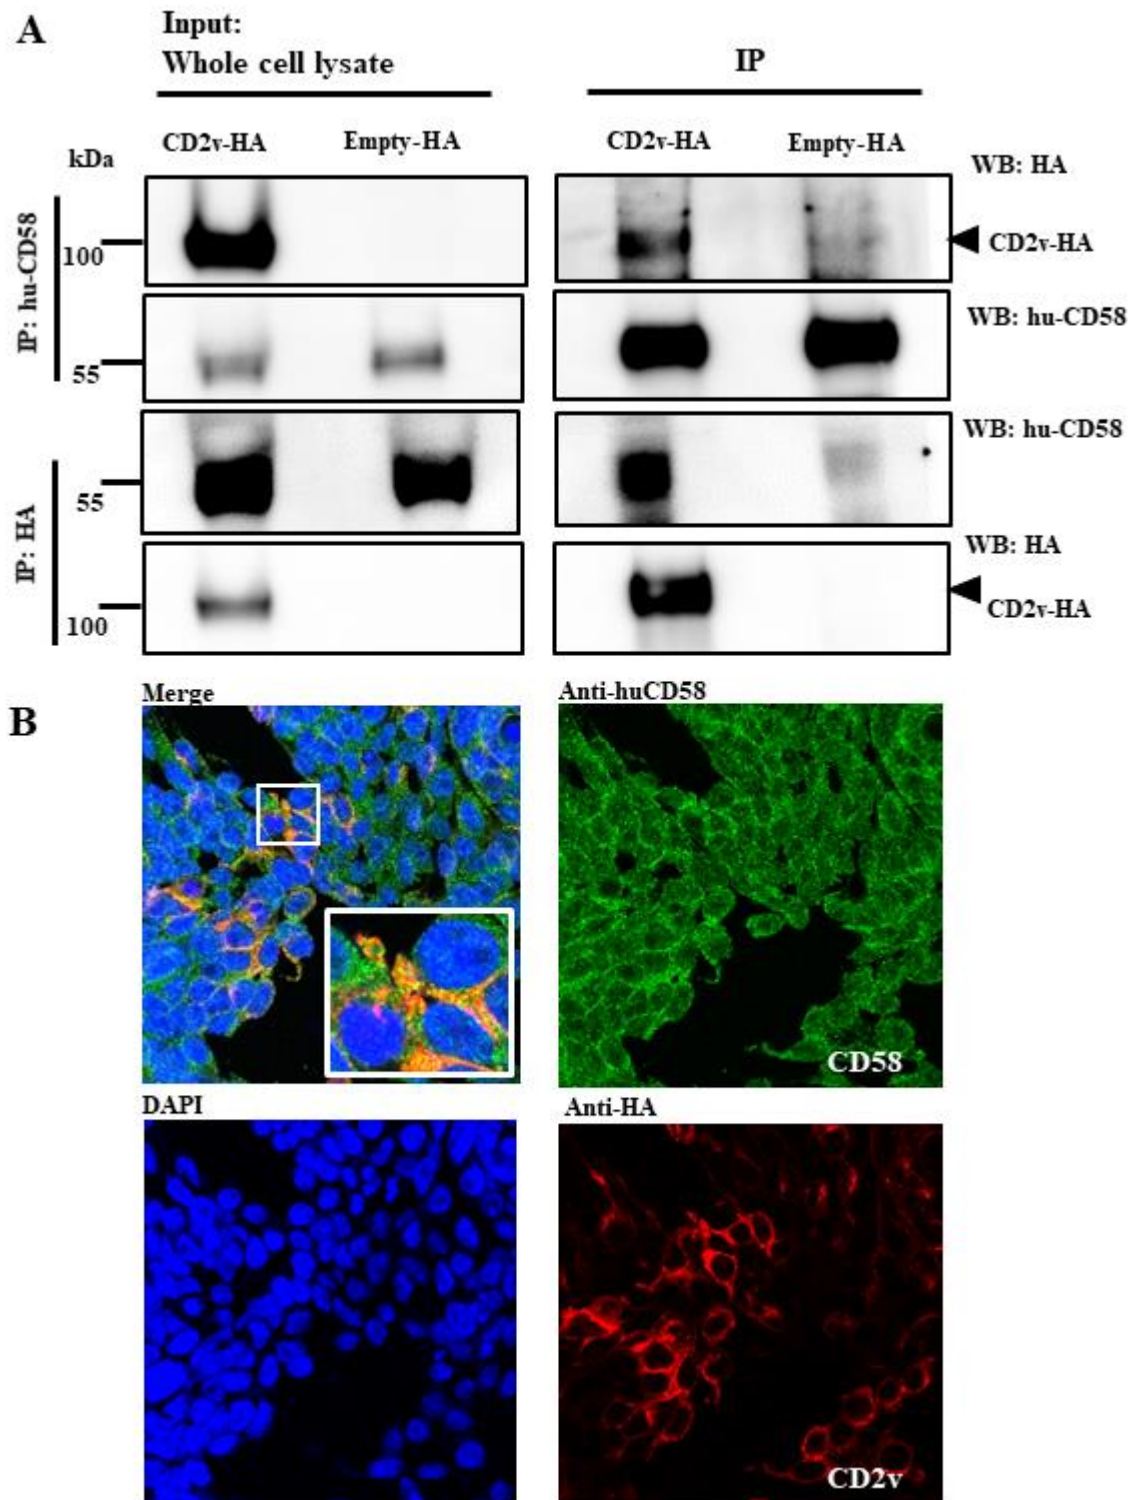 A
Input:
Whole cell lysate
IP
CD2v-HA
Empty-HA
CD2v-HA
Empty-HA
kDa
WB: HA
IP: hu-CD58
100
CD2v-HA
WB: hu-CD58
55
WB: hu-CD58
IP: HA
55
WB: HA
100
CD2v-HA
B
Merge
Anti-huCD58
CD58
DAPI
Anti-HA
CD2v